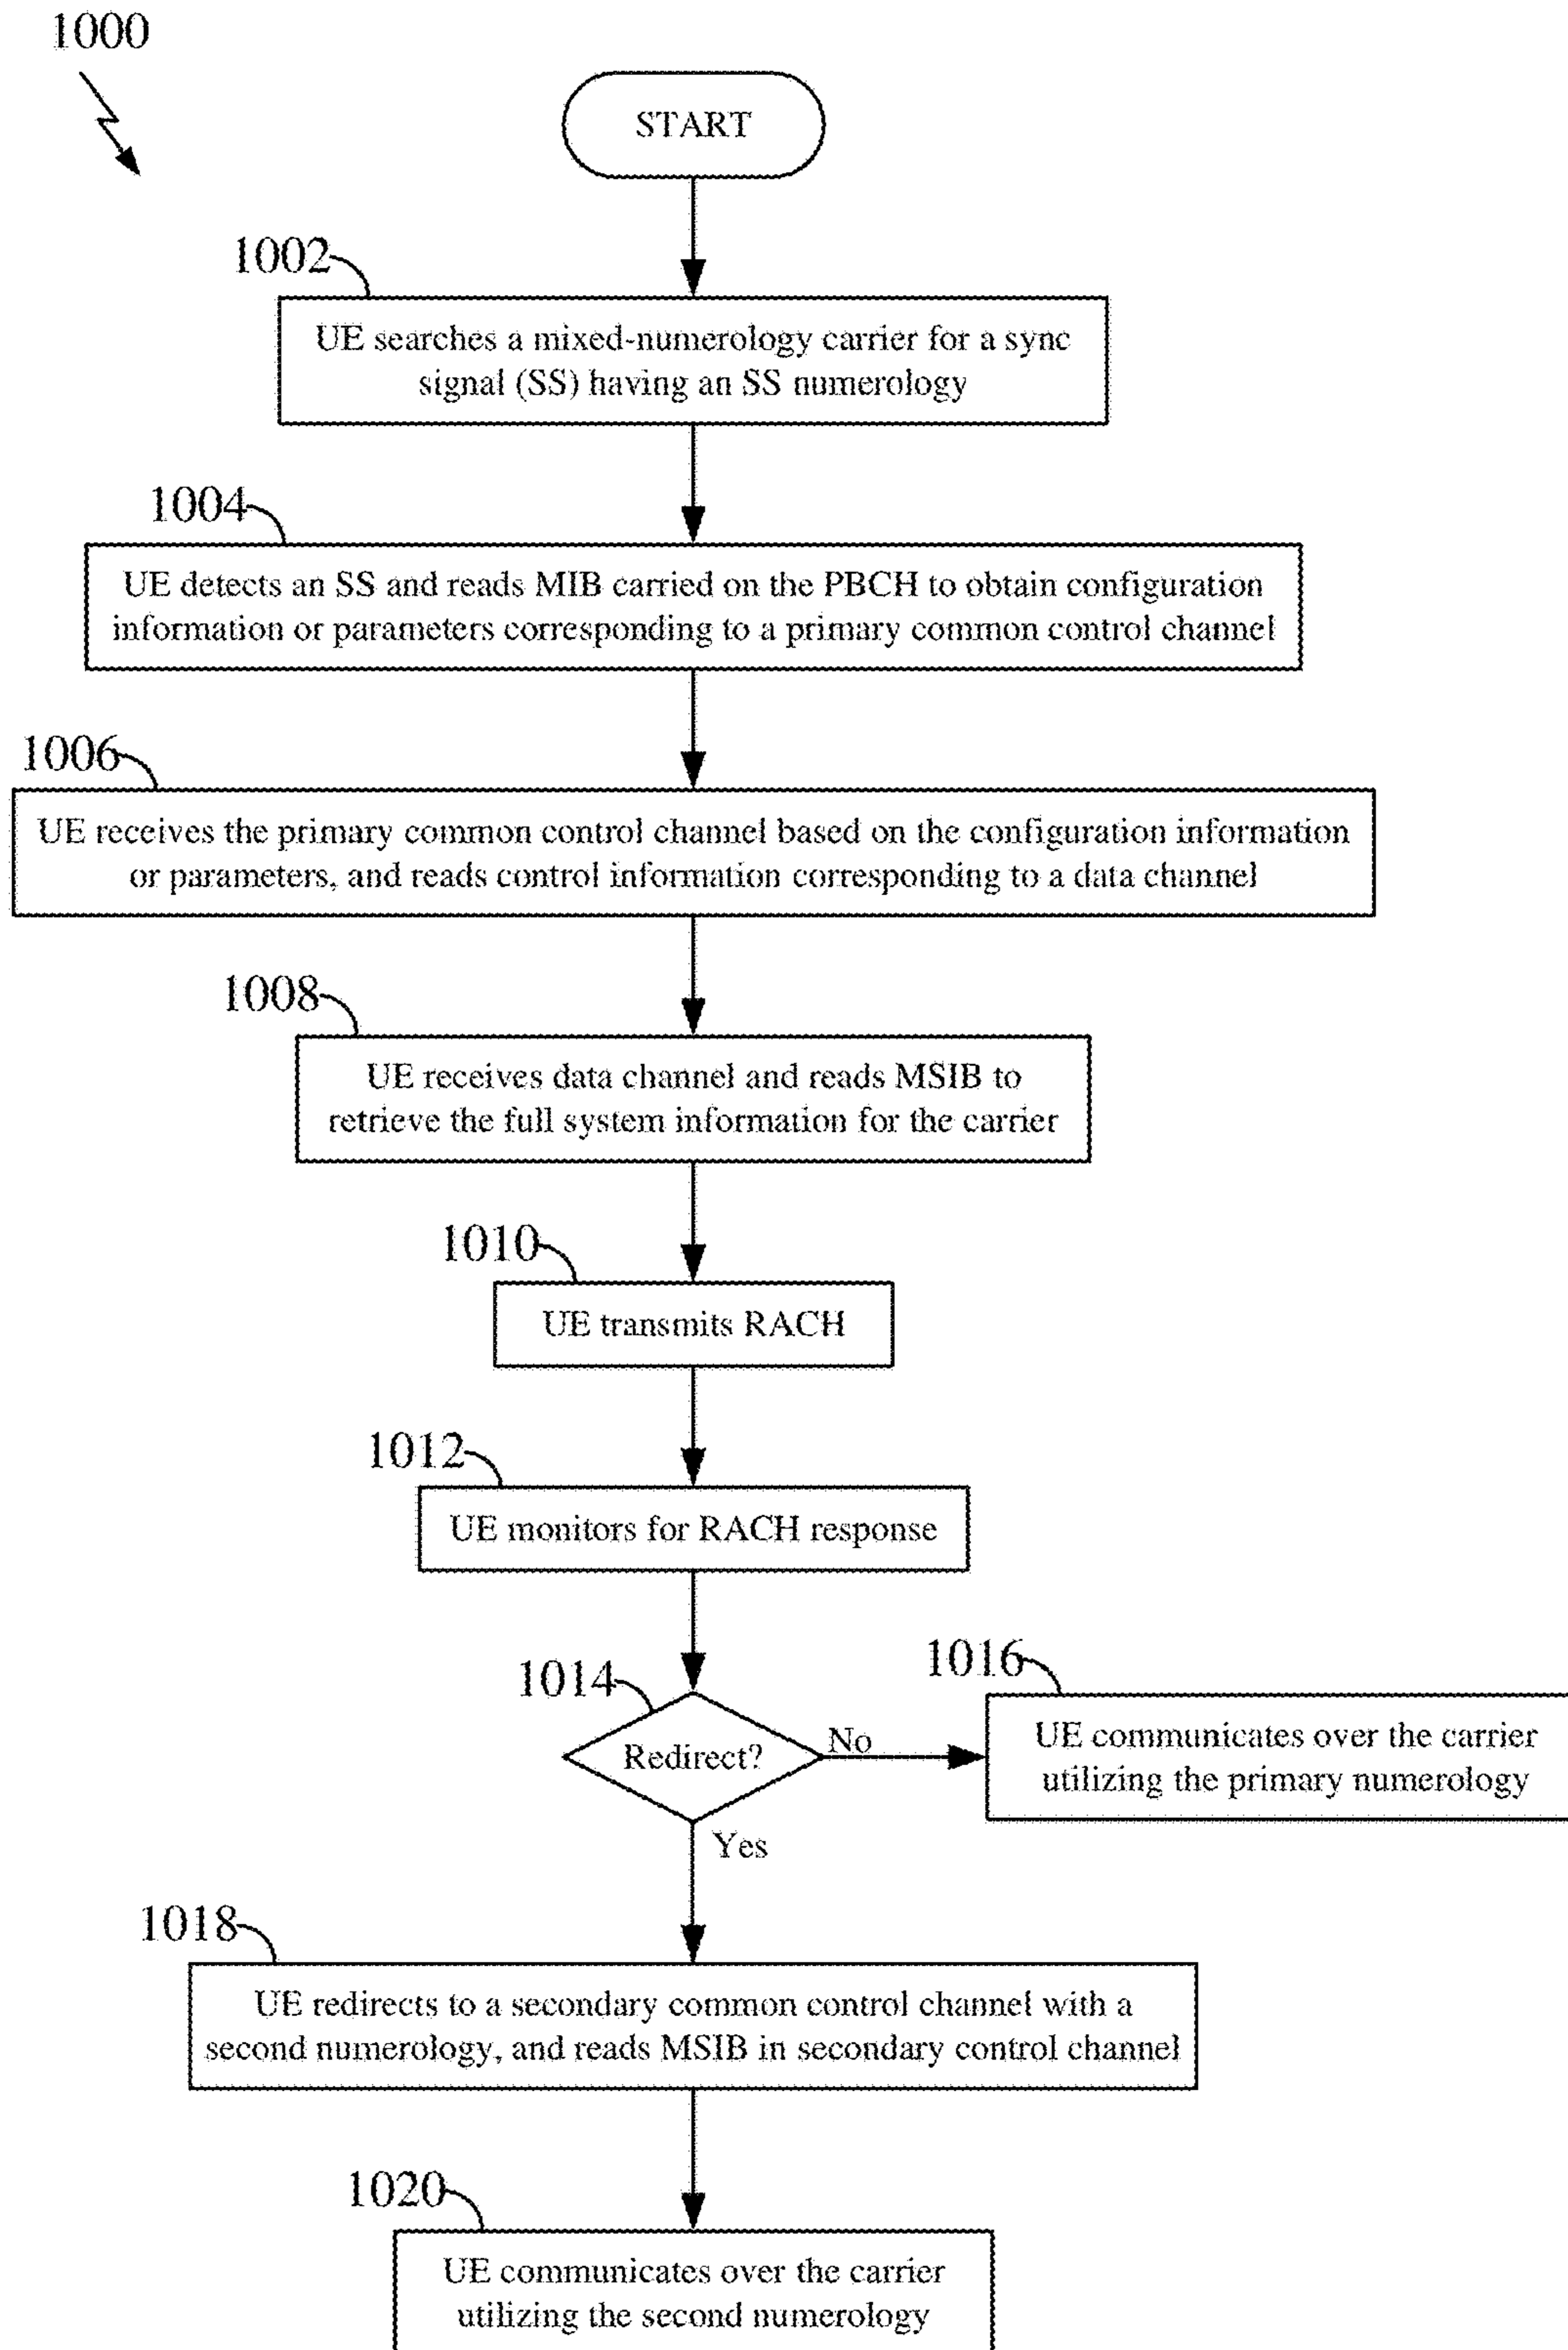 1000
START
1002
UE searches a mixed-numerology carrier for a sync
signal (SS) having an SS numerology
1004
UE detects an SS and reads MIB carried on the PBCH to obtain configuration
information or parameters corresponding to a primary common control channel
1006
UE receives the primary common control channel based on the configuration information
or parameters, and reads control information corresponding to a data channel
1008
UE receives data channel and reads MSIB to
retrieve the full system information for the carrier
1010
UE transmits RACH
1012
UE monitors for RACH response
1014
Redirect?
No
1016
UE communicates over the carrier
utilizing the primary numerology
Yes
1018
UE redirects to a secondary common control channel with a
second numerology, and reads MSIB in secondary control channel
1020
UE communicates over the carrier
utilizing the second numerology